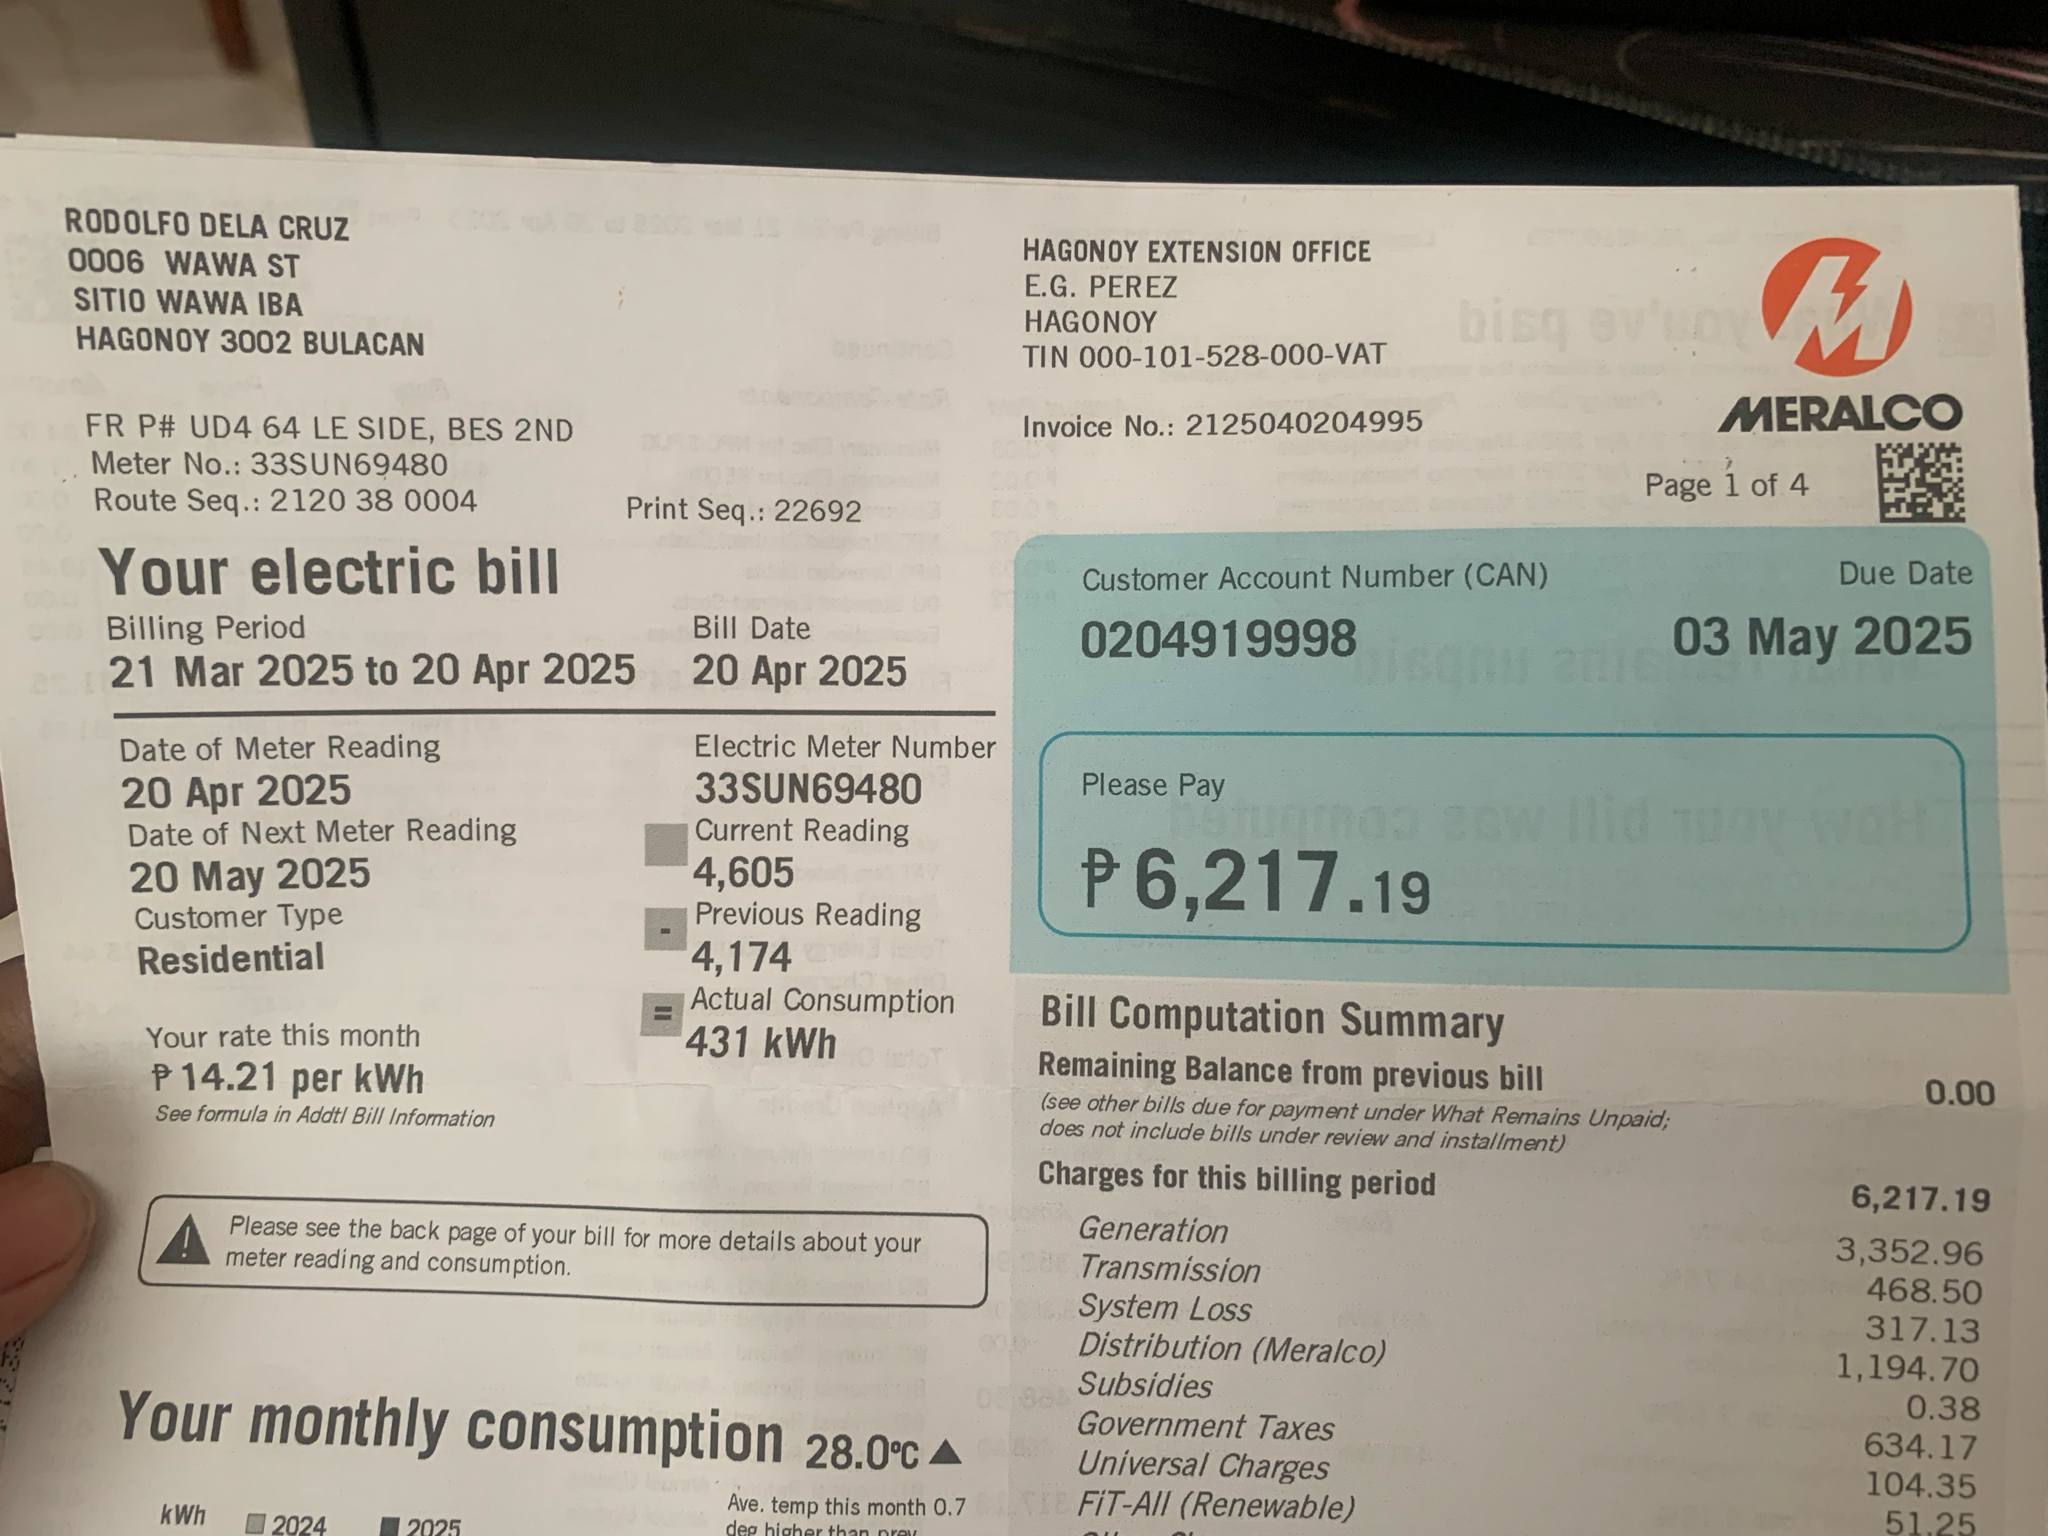 RODOLFO DELA CRUZ
0006 WAWA ST
SITIO WAWA IBA
HAGONOY 3002 BULACAN
FR P# UD4 64 LE SIDE, BES 2ND
Meter No.: 33SUN69480
Route Seq.: 2120 38 0004
Print Seq.: 22692
HAGONOY EXTENSION OFFICE
E.G. PEREZ
HAGONOY
TIN 000-101-528-000-VAT
Invoice No.: 2125040204995
MERALCO
Page 1 of 4
Your electric bill
Billing Period
21 Mar 2025 to 20 Apr 2025
Bill Date
20 Apr 2025
Customer Account Number (CAN)
0204919998
Due Date
03 May 2025
Please Pay
₱ 6,217.19
Date of Meter Reading
20 Apr 2025
Date of Next Meter Reading
20 May 2025
Customer Type
Residential
Your rate this month
₱ 14.21 per kWh
See formula in Addtl Bill Information
Electric Meter Number
33SUN69480
Current Reading
4,605
- Previous Reading
4,174
= Actual Consumption
431 kWh
Please see the back page of your bill for more details about your
meter reading and consumption.
Your monthly consumption 28.0°C ▲
kWh 2024 2025
Ave. temp this month 0.7
deg higher than prev
Bill Computation Summary
Remaining Balance from previous bill 0.00
(see other bills due for payment under What Remains Unpaid;
does not include bills under review and installment)
Charges for this billing period 6,217.19
Generation 3,352.96
Transmission 468.50
System Loss 317.13
Distribution (Meralco) 1,194.70
Subsidies 0.38
Government Taxes 634.17
Universal Charges 104.35
FiT-All (Renewable) 51.25